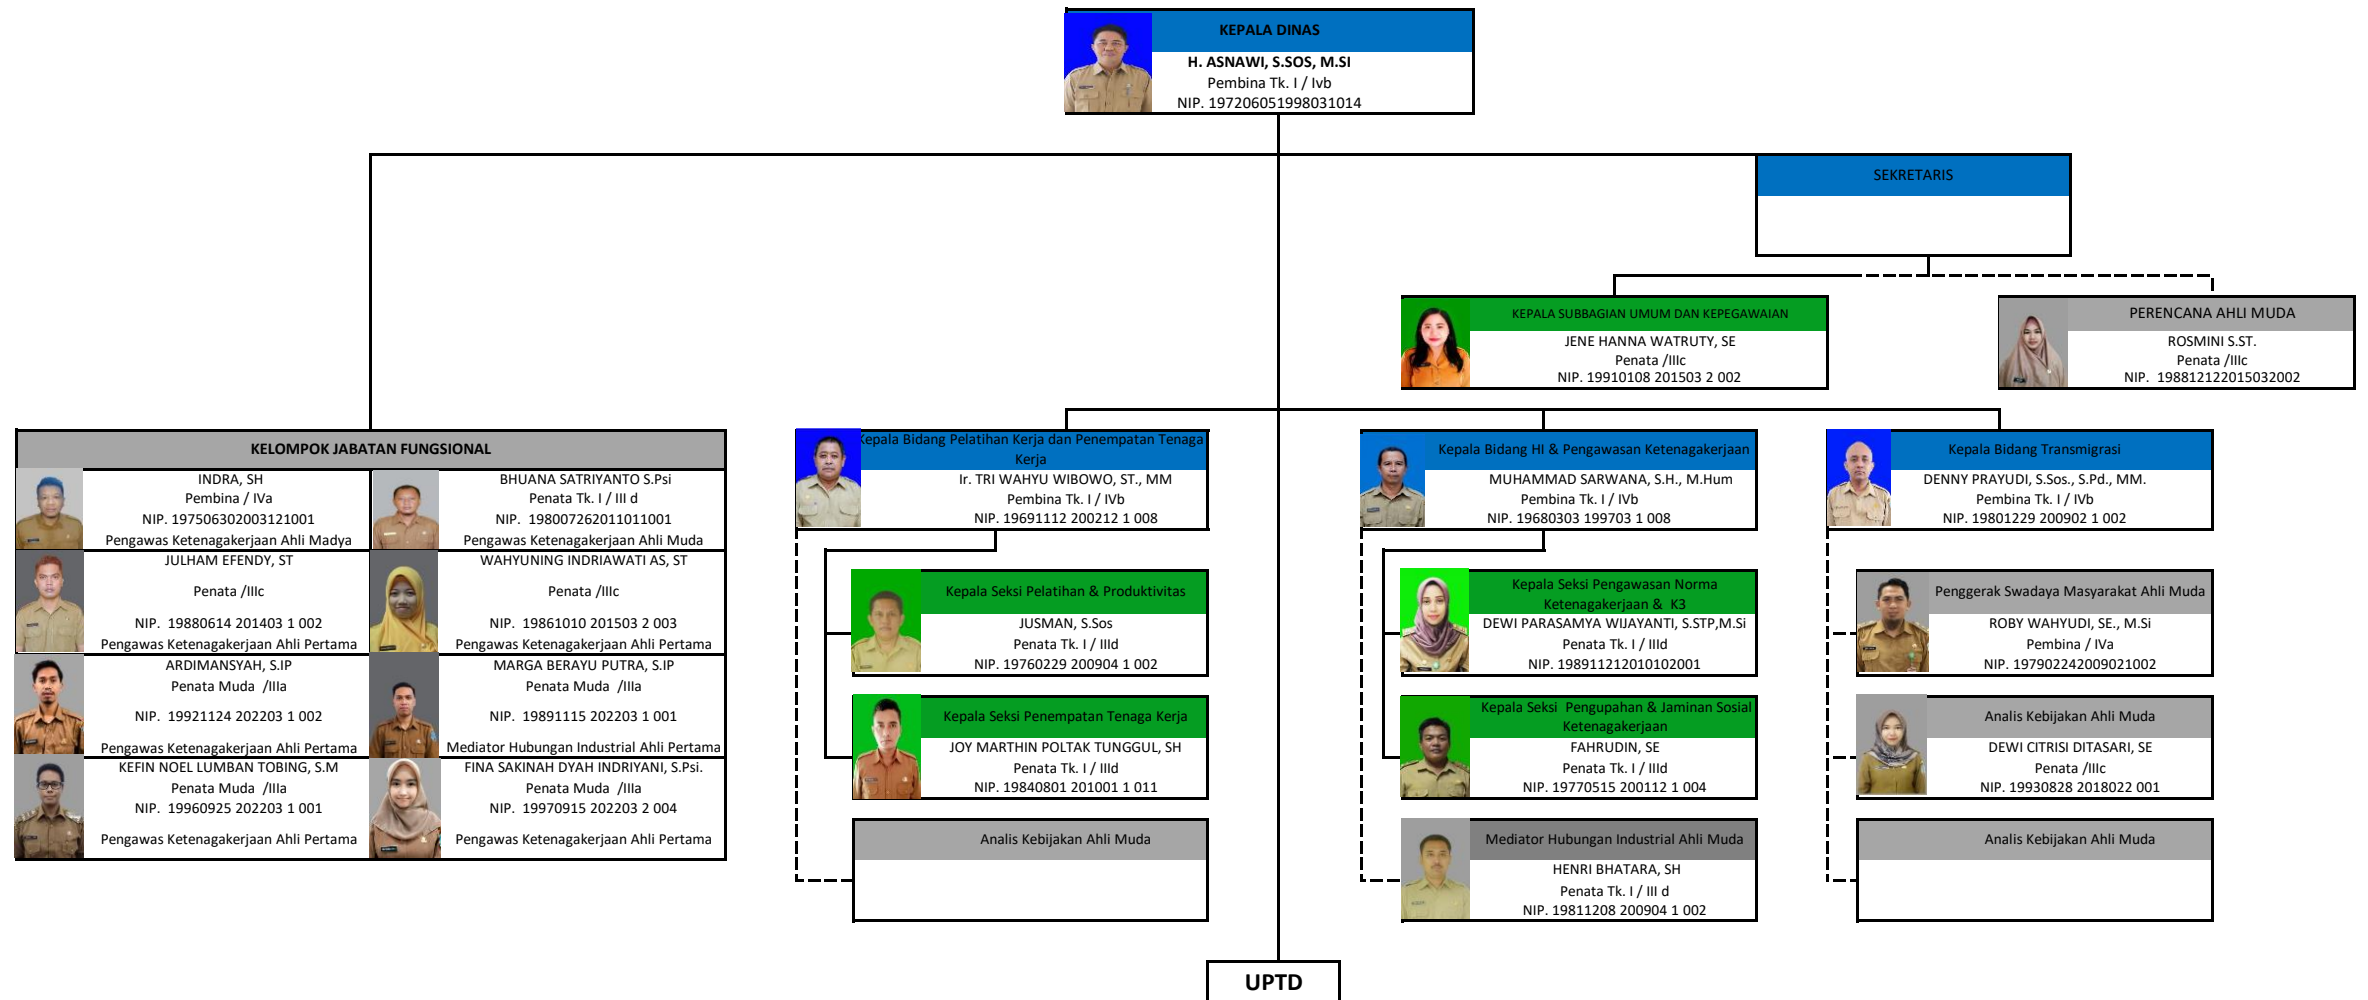 KEPALA DINAS
H. ASNAWI, S.SOS, M.SI
Pembina Tk. I / Ivb
NIP. 197206051998031014
SEKRETARIS
KEPALA SUBBAGIAN UMUM DAN KEPEGAWAIAN
JENE HANNA WATRUTY, SE
Penata /IIIc
NIP. 19910108 201503 2 002
PERENCANA AHLI MUDA
ROSMINI S.ST.
Penata /IIIc
NIP. 198812122015032002
KELOMPOK JABATAN FUNGSIONAL
INDRA, SH
Pembina / IVa
NIP. 197506302003121001
Pengawas Ketenagakerjaan Ahli Madya
BHUANA SATRIYANTO S.Psi
Penata Tk. I / III d
NIP. 198007262011011001
Pengawas Ketenagakerjaan Ahli Muda
JULHAM EFENDY, ST
Penata /IIIc
NIP. 19880614 201403 1 002
Pengawas Ketenagakerjaan Ahli Pertama
WAHYUNING INDRIAWATI AS, ST
Penata /IIIc
NIP. 19861010 201503 2 003
Pengawas Ketenagakerjaan Ahli Pertama
ARDIMANSYAH, S.IP
Penata Muda /IIIa
NIP. 19921124 202203 1 002
Pengawas Ketenagakerjaan Ahli Pertama
MARGA BERAYU PUTRA, S.IP
Penata Muda /IIIa
NIP. 19891115 202203 1 001
Mediator Hubungan Industrial Ahli Pertama
KEFIN NOEL LUMBAN TOBING, S.M
Penata Muda /IIIa
NIP. 19960925 202203 1 001
Pengawas Ketenagakerjaan Ahli Pertama
FINA SAKINAH DYAH INDRIYANI, S.Psi.
Penata Muda /IIIa
NIP. 19970915 202203 2 004
Pengawas Ketenagakerjaan Ahli Pertama
Kepala Bidang Pelatihan Kerja dan Penempatan Tenaga
Kerja
Ir. TRI WAHYU WIBOWO, ST., MM
Pembina Tk. I / IVb
NIP. 19691112 200212 1 008
Kepala Seksi Pelatihan & Produktivitas
JUSMAN, S.Sos
Penata Tk. I / IIId
NIP. 19760229 200904 1 002
Kepala Seksi Penempatan Tenaga Kerja
JOY MARTHIN POLTAK TUNGGUL, SH
Penata Tk. I / IIId
NIP. 19840801 201001 1 011
Analis Kebijakan Ahli Muda
Kepala Bidang HI & Pengawasan Ketenagakerjaan
MUHAMMAD SARWANA, S.H., M.Hum
Pembina Tk. I / IVb
NIP. 19680303 199703 1 008
Kepala Seksi Pengawasan Norma
Ketenagakerjaan & K3
DEWI PARASAMYA WIJAYANTI, S.STP,M.Si
Penata Tk. I / IIId
NIP. 198911212010102001
Kepala Seksi Pengupahan & Jaminan Sosial
Ketenagakerjaan
FAHRUDIN, SE
Penata Tk. I / IIId
NIP. 19770515 200112 1 004
Mediator Hubungan Industrial Ahli Muda
HENRI BHATARA, SH
Penata Tk. I / III d
NIP. 19811208 200904 1 002
Kepala Bidang Transmigrasi
DENNY PRAYUDI, S.Sos., S.Pd., MM.
Pembina Tk. I / IVb
NIP. 19801229 200902 1 002
Penggerak Swadaya Masyarakat Ahli Muda
ROBY WAHYUDI, SE., M.Si
Pembina / IVa
NIP. 197902242009021002
Analis Kebijakan Ahli Muda
DEWI CITRISI DITASARI, SE
Penata /IIIc
NIP. 19930828 2018022 001
Analis Kebijakan Ahli Muda
UPTD